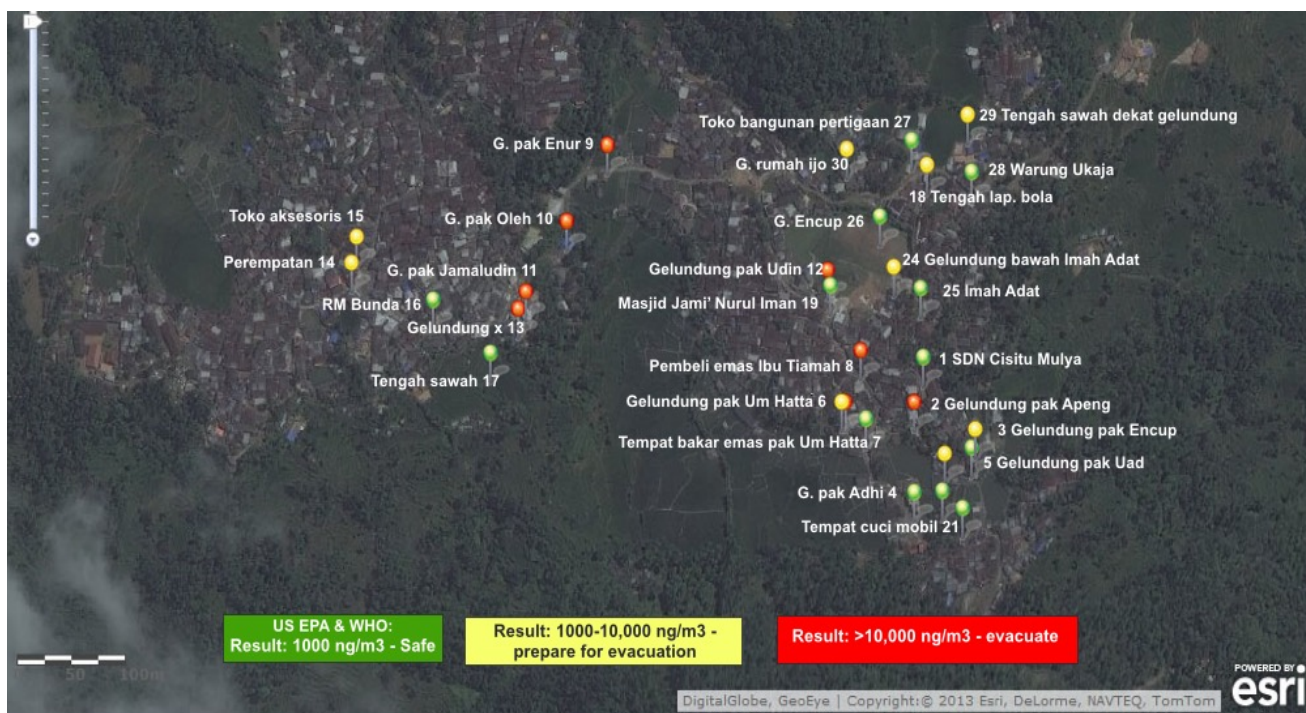 29 Tengah sawah dekat gelundung
Toko bangunan pertigaan 27
G. pak Enur 9
G. rumah ijo 30
28 Warung Ukaja
18 Tengah lap. bola
Toko aksesoris 15
G. pak Oleh 10
G. Encup 26
Perempatan 14
G. pak Jamaludin 11
Gelundung pak Udin 12
24 Gelundung bawah Imah Adat
RM Bunda 16
Masjid Jami' Nurul Iman 19
25 Imah Adat
Gelundung x 13
Tengah sawah 17
Pembeli emas Ibu Tiamah 8
1 SDN Cisitu Mulya
Gelundung pak Um Hatta 6
2 Gelundung pak Apeng
Tempat bakar emas pak Um Hatta 7
3 Gelundung pak Encup
5 Gelundung pak Uad
G. pak Adhi 4
Tempat cuci mobil 21
US EPA & WHO:
Result: 1000 ng/m3 - Safe
Result: 1000-10,000 ng/m3 -
prepare for evacuation
Result: >10,000 ng/m3 - evacuate
50 100m
POWERED BY
esri
DigitalGlobe, GeoEye | Copyright:© 2013 Esri, DeLorme, NAVTEQ, TomTom